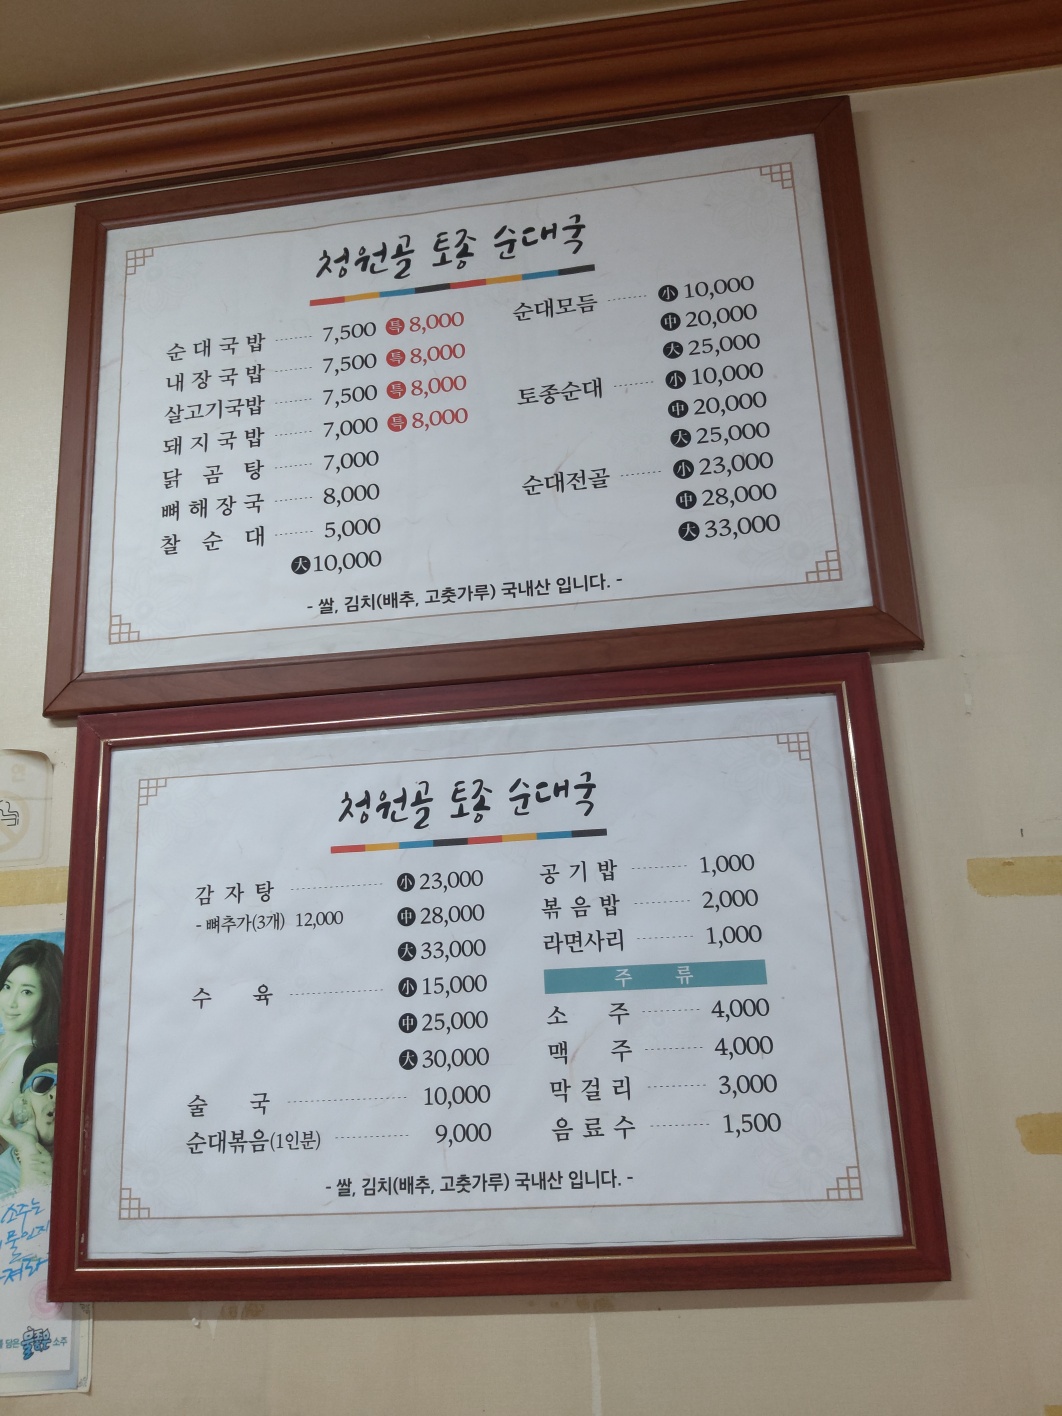 청원골 토종 순대국
순대국밥 7,500 특 8,000
내장국밥 7,500 특 8,000
살고기국밥 7,500 특 8,000
돼지국밥 7,000 특 8,000
닭곰탕 7,000
뼈해장국 8,000
찰순대 5,000
大 10,000
순대모듬 小 10,000
中 20,000
大 25,000
토종순대 小 10,000
中 20,000
大 25,000
순대전골 小 23,000
中 28,000
大 33,000
- 쌀, 김치(배추, 고춧가루) 국내산 입니다. -
청원골 토종 순대국
감자탕 小 23,000
- 뼈추가(3개) 12,000 中 28,000
大 33,000
수육 小 15,000
中 25,000
大 30,000
술국 10,000
순대볶음(1인분) 9,000
공기밥 1,000
볶음밥 2,000
라면사리 1,000
주류
소주 4,000
맥주 4,000
막걸리 3,000
음료수 1,500
- 쌀, 김치(배추, 고춧가루) 국내산 입니다. -
소주는
담은 소주